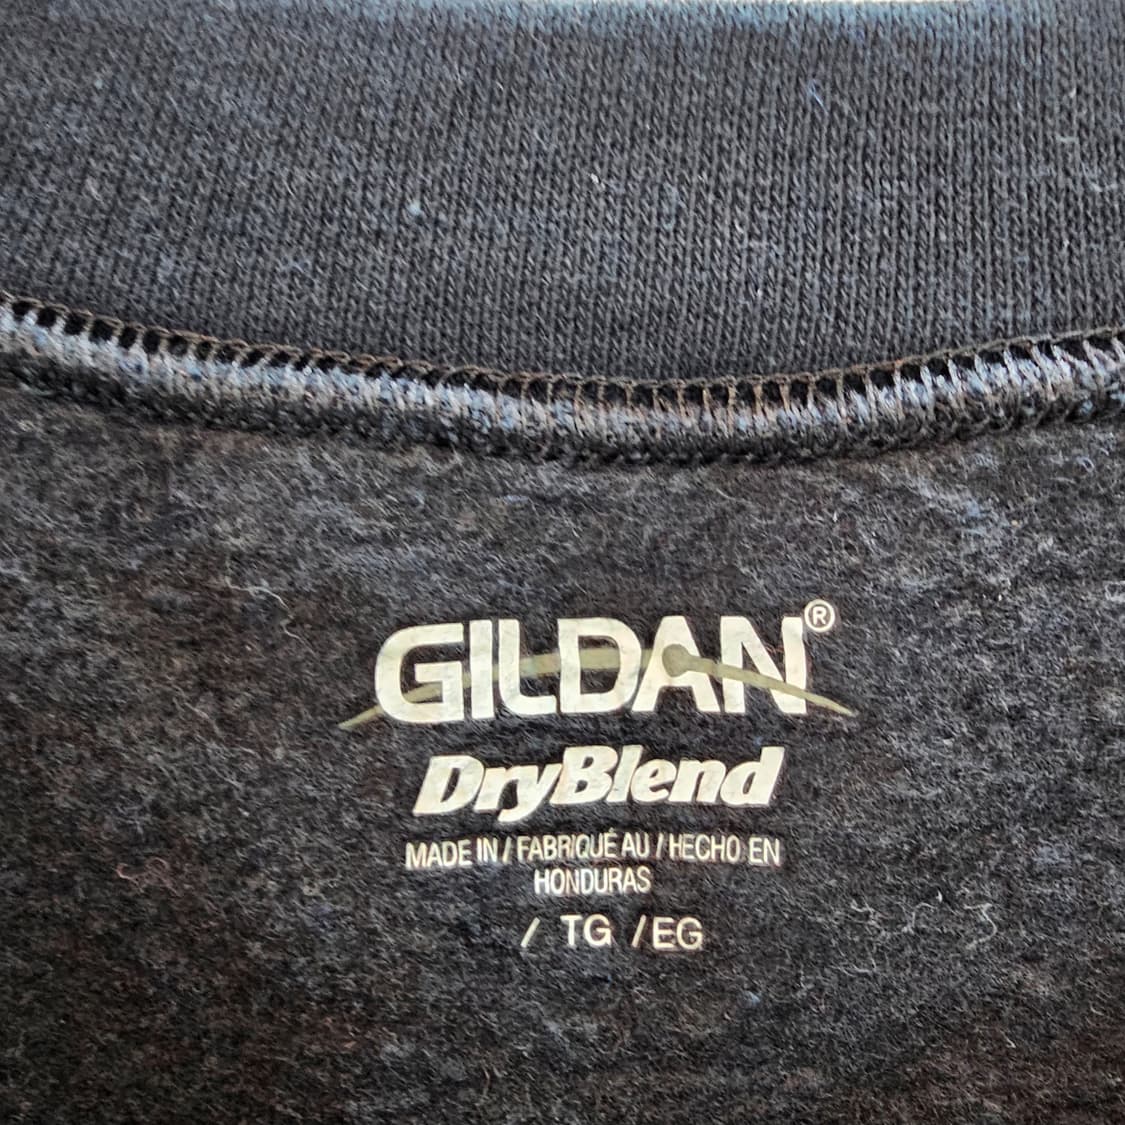 GILDAN®
DryBlend
MADE IN / FABRIQUÉ AU / HECHO EN
HONDURAS
/ TG / EG